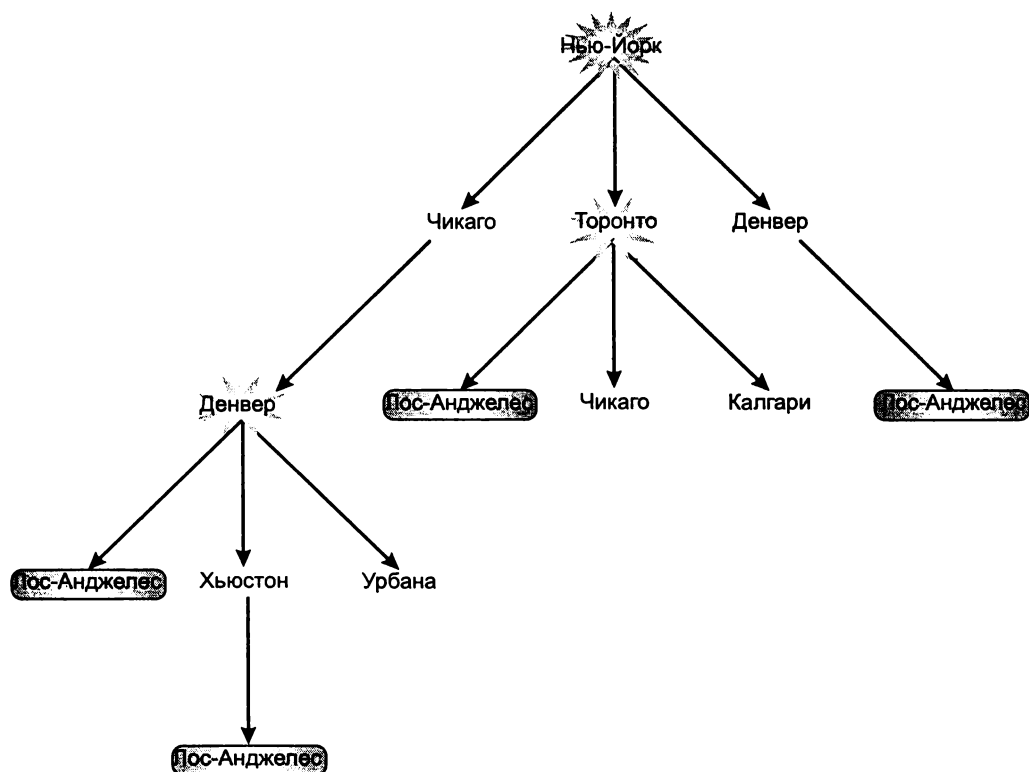 Нью-Йорк
Чикаго Торонто Денвер
Денвер Лос-Анджелес Чикаго Калгари Лос-Анджелес
Лос-Анджелес Хьюстон Урбана
Лос-Анджелес